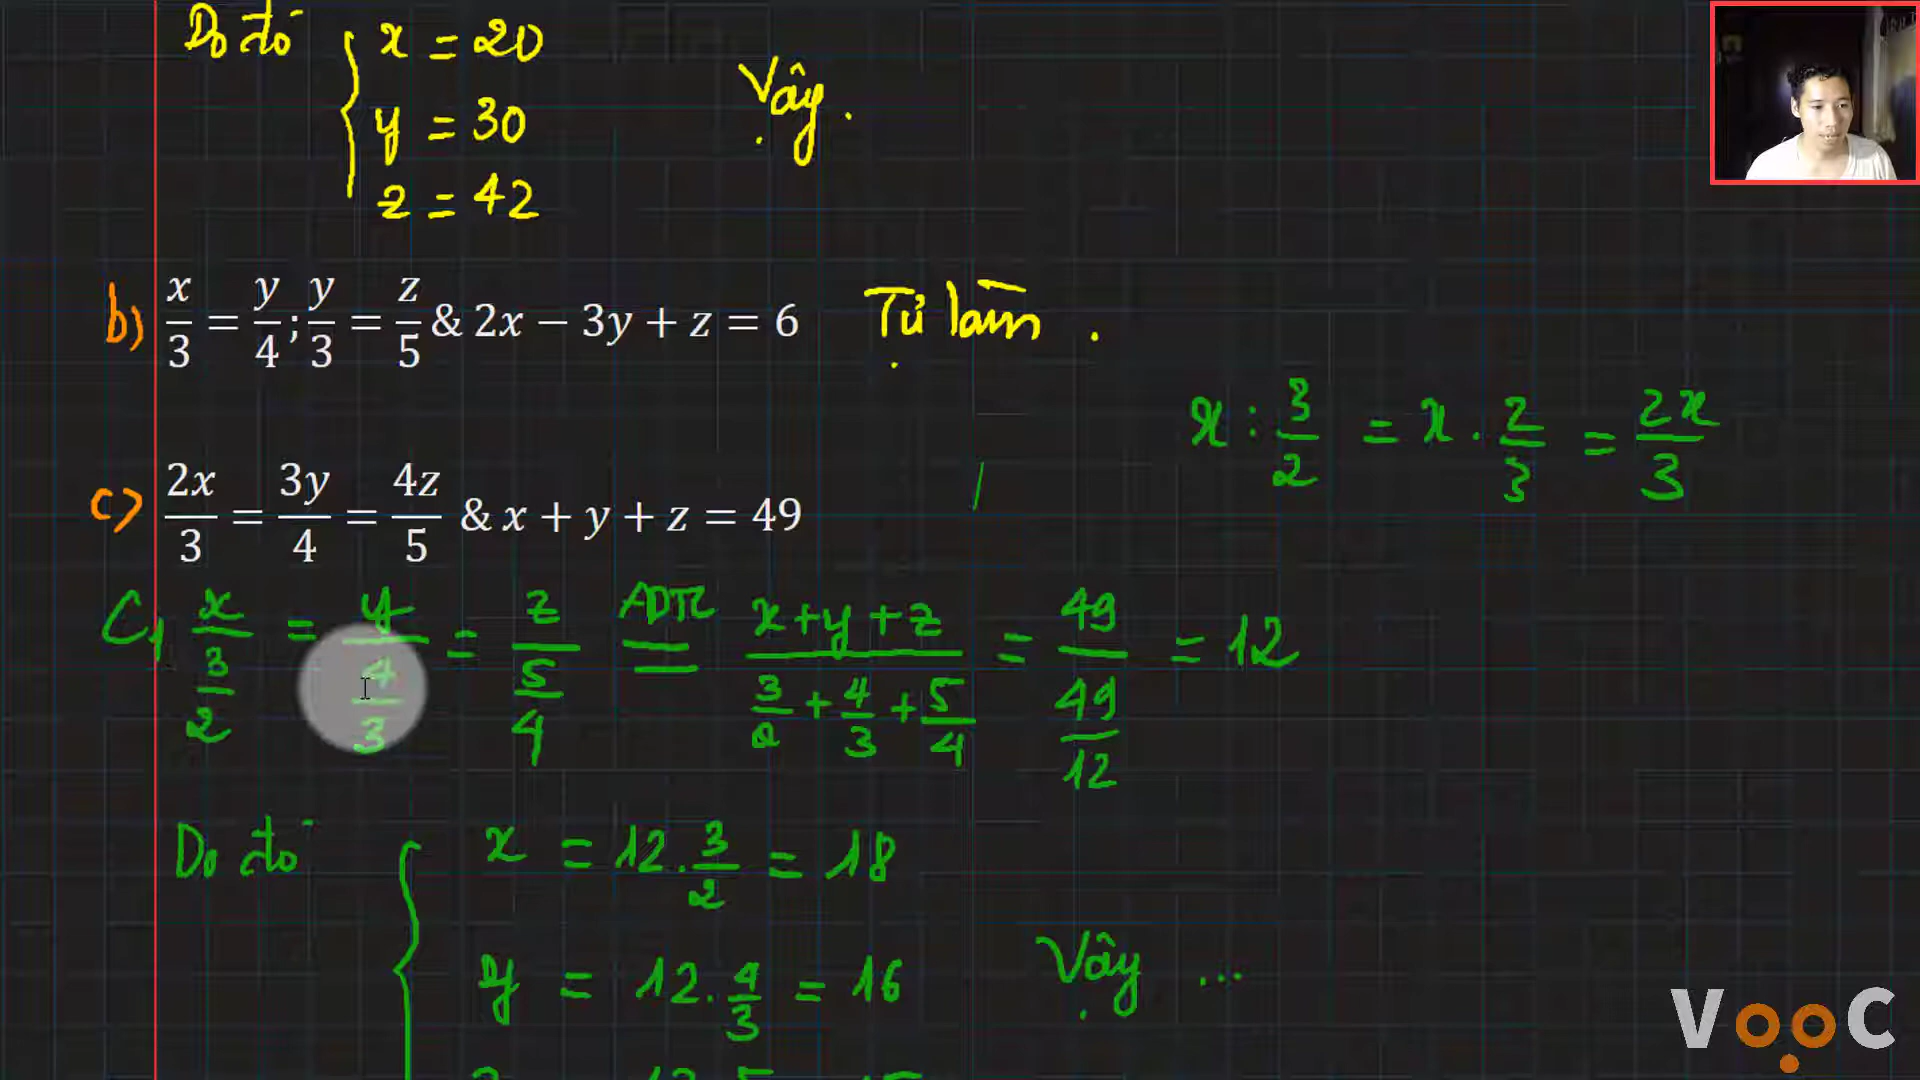 Do đó { x = 20
y = 30
z = 42
Vậy.
b) x/3 = y/4 ; y/3 = z/5 & 2x − 3y + z = 6 Tự làm.
x : 3/2 = x . 2/3 = 2x/3
c) 2x/3 = 3y/4 = 4z/5 & x + y + z = 49
C1 x/(3/2) = y/(4/3) = z/(5/4) = (x+y+z)/(3/2 + 4/3 + 5/4) = 49/(49/12) = 12
Do đó { x = 12 . 3/2 = 18
y = 12 . 4/3 = 16
Vậy ...
VooC